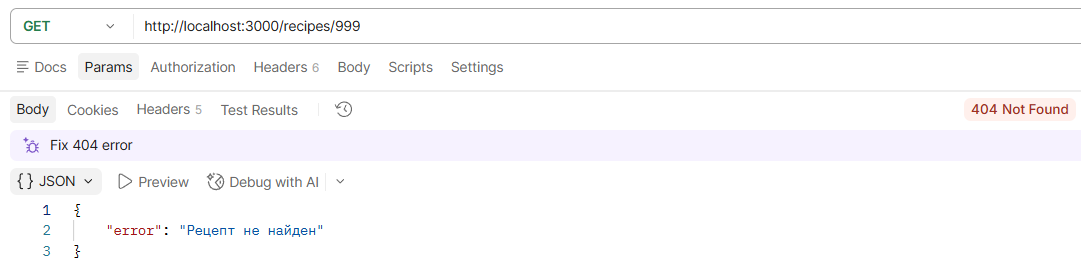 GET http://localhost:3000/recipes/999
Docs Params Authorization Headers 6 Body Scripts Settings
Body Cookies Headers 5 Test Results 404 Not Found
Fix 404 error
{} JSON Preview Debug with AI
1 {
2 "error": "Рецепт не найден"
3 }